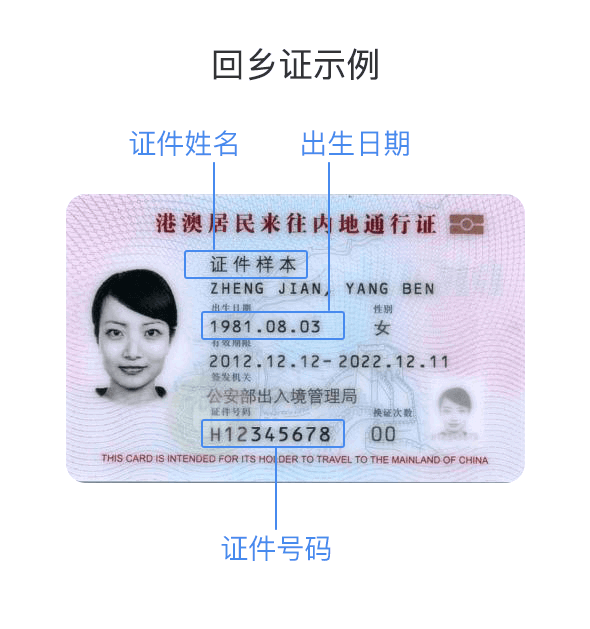 回乡证示例
证件姓名 出生日期
港澳居民来往内地通行证
证件样本
ZHENG JIAN, YANG BEN
出生日期 性别
1981.08.03 女
有效期限
2012.12.12-2022.12.11
签发机关
公安部出入境管理局
证件号码 换证次数
H12345678 00
THIS CARD IS INTENDED FOR ITS HOLDER TO TRAVEL TO THE MAINLAND OF CHINA
证件号码